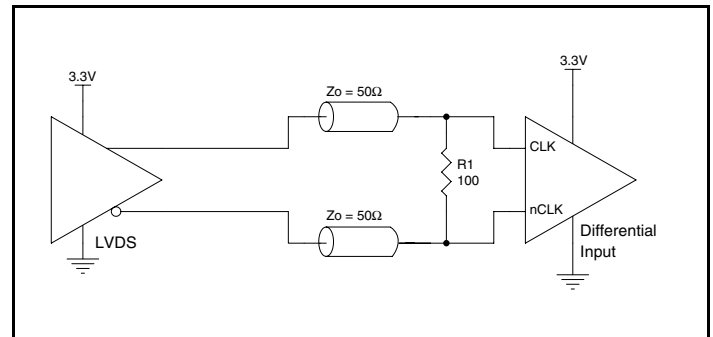 3.3V
3.3V
Zo = 50Ω
CLK
R1
100
Zo = 50Ω
nCLK
LVDS
Differential
Input